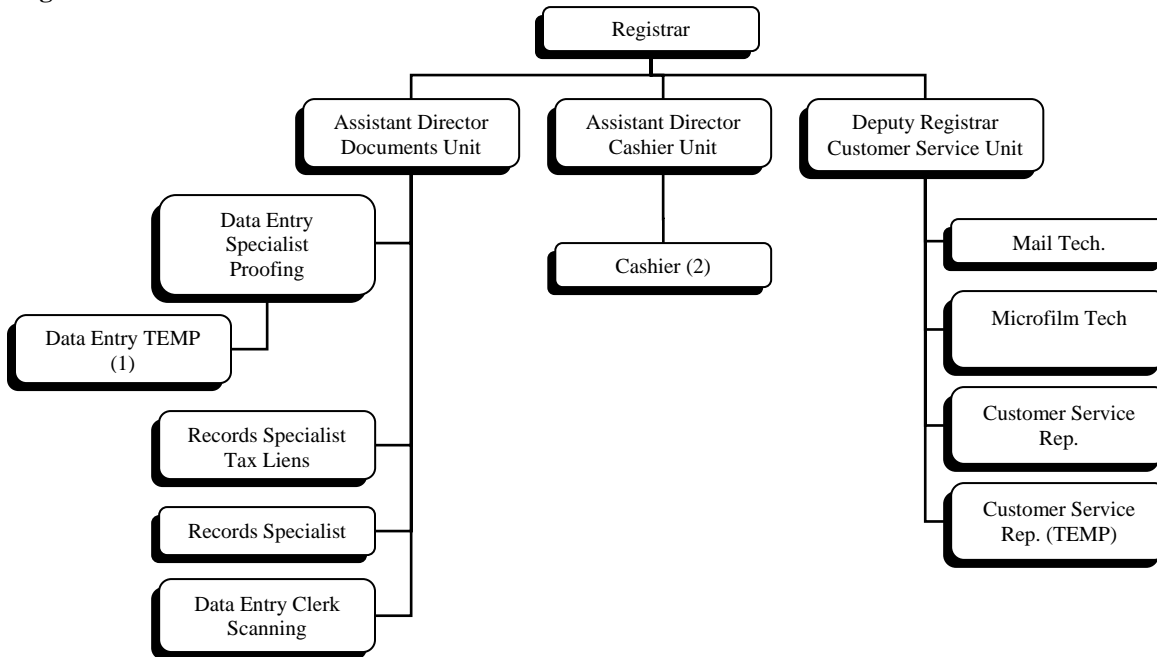 Registrar
Assistant Director
Documents Unit
Assistant Director
Cashier Unit
Deputy Registrar
Customer Service Unit
Data Entry
Specialist
Proofing
Data Entry TEMP
(1)
Records Specialist
Tax Liens
Records Specialist
Data Entry Clerk
Scanning
Cashier (2)
Mail Tech.
Microfilm Tech
Customer Service
Rep.
Customer Service
Rep. (TEMP)